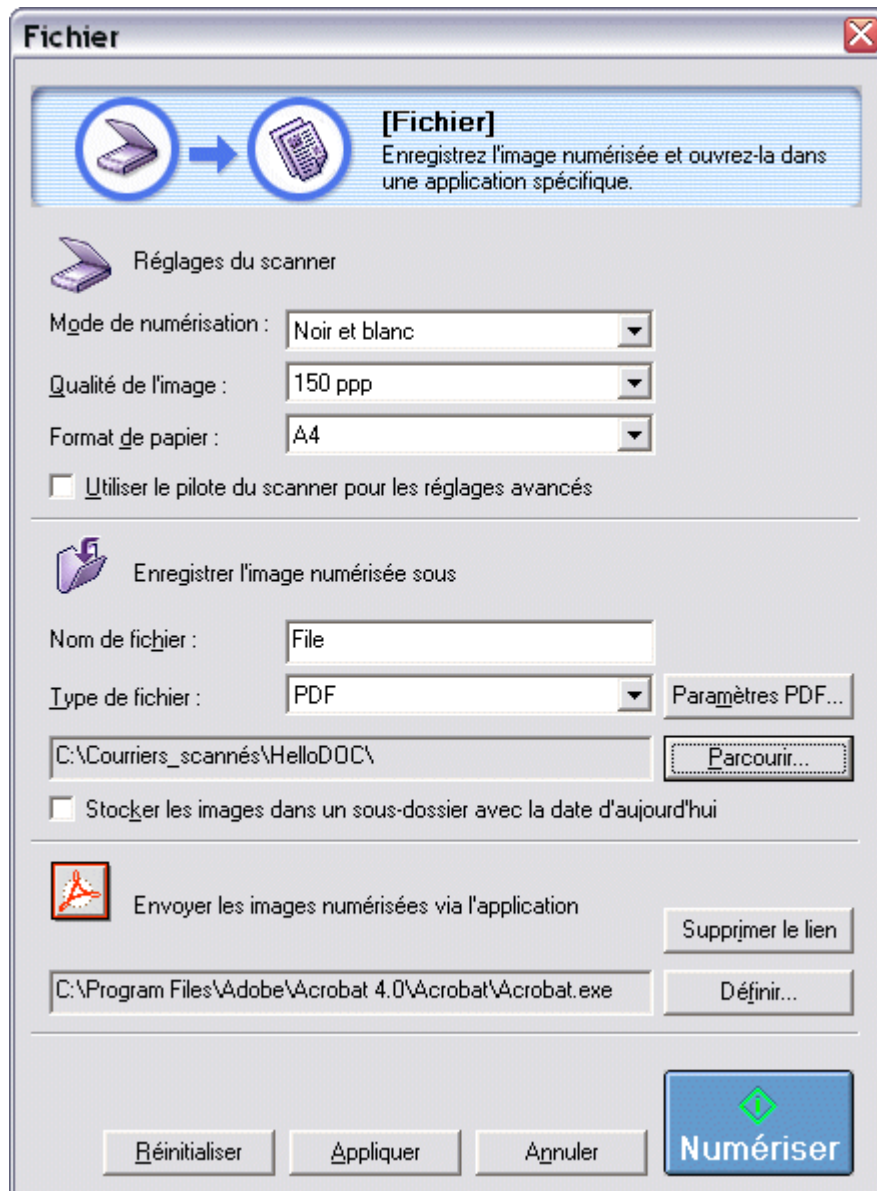 Fichier
[Fichier]
Enregistrez l'image numérisée et ouvrez-la dans
une application spécifique.
Réglages du scanner
Mode de numérisation :
Noir et blanc
Qualité de l'image :
150 ppp
Format de papier :
A4
Utiliser le pilote du scanner pour les réglages avancés
Enregistrer l'image numérisée sous
Nom de fichier :
File
Type de fichier :
PDF
Paramètres PDF...
C:\Courriers_scannés\HelloDOC\
Parcourir...
Stocker les images dans un sous-dossier avec la date d'aujourd'hui
Envoyer les images numérisées via l'application
Supprimer le lien
C:\Program Files\Adobe\Acrobat 4.0\Acrobat\Acrobat.exe
Définir...
Réinitialiser
Appliquer
Annuler
Numériser